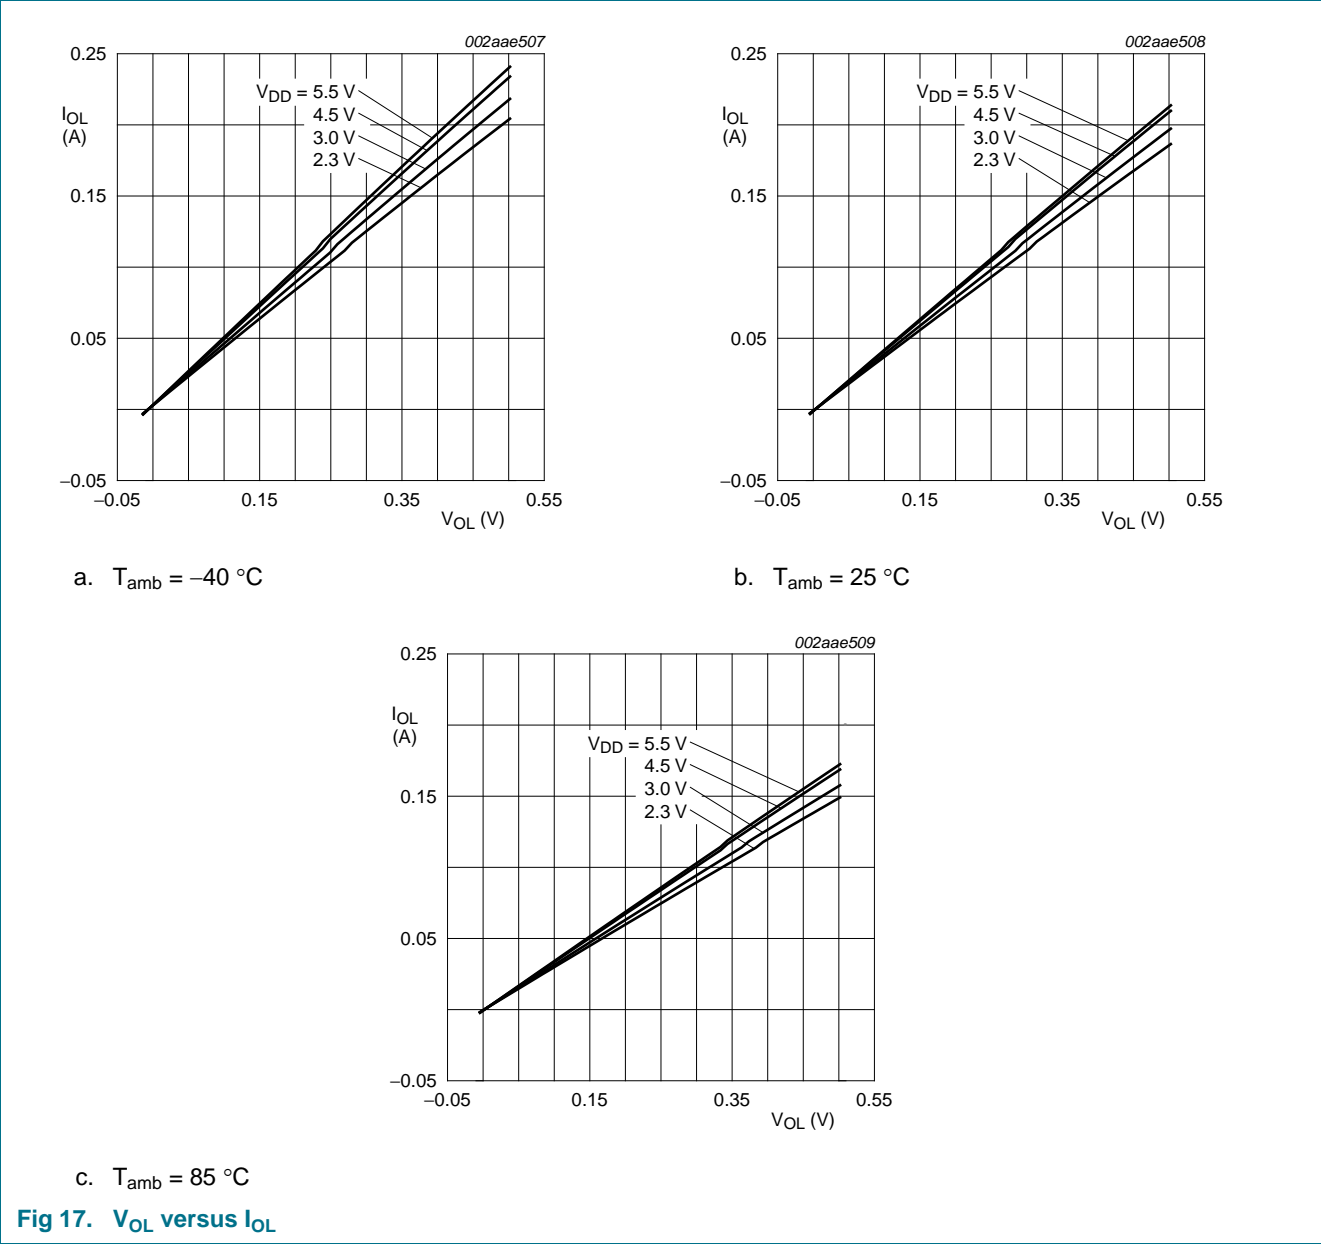 002aae507
0.25
V_DD = 5.5 V
4.5 V
3.0 V
2.3 V
I_OL
(A)
0.15
0.05
−0.05
−0.05 0.15 0.35 0.55
V_OL (V)
a. T_amb = −40 °C
002aae508
0.25
V_DD = 5.5 V
4.5 V
3.0 V
2.3 V
I_OL
(A)
0.15
0.05
−0.05
−0.05 0.15 0.35 0.55
V_OL (V)
b. T_amb = 25 °C
002aae509
0.25
I_OL
(A)
V_DD = 5.5 V
4.5 V
3.0 V
2.3 V
0.15
0.05
−0.05
−0.05 0.15 0.35 0.55
V_OL (V)
c. T_amb = 85 °C
Fig 17. V_OL versus I_OL